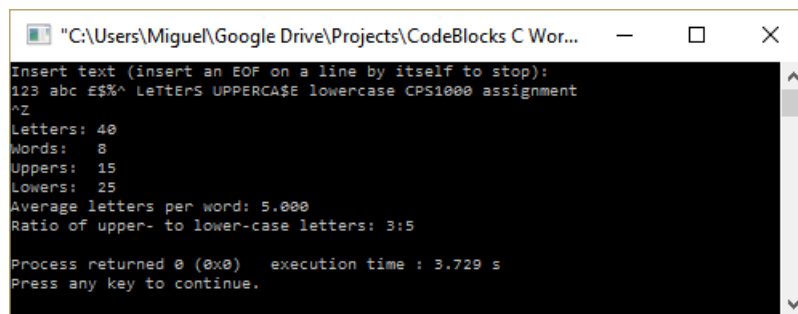 "C:\Users\Miguel\Google Drive\Projects\CodeBlocks C Wor...
Insert text (insert an EOF on a line by itself to stop):
123 abc £$%^ LeTtErS UPPERCA$E lowercase CPS1000 assignment
^Z
Letters: 40
Words:   8
Uppers:  15
Lowers:  25
Average letters per word: 5.000
Ratio of upper- to lower-case letters: 3:5
Process returned 0 (0x0)   execution time : 3.729 s
Press any key to continue.